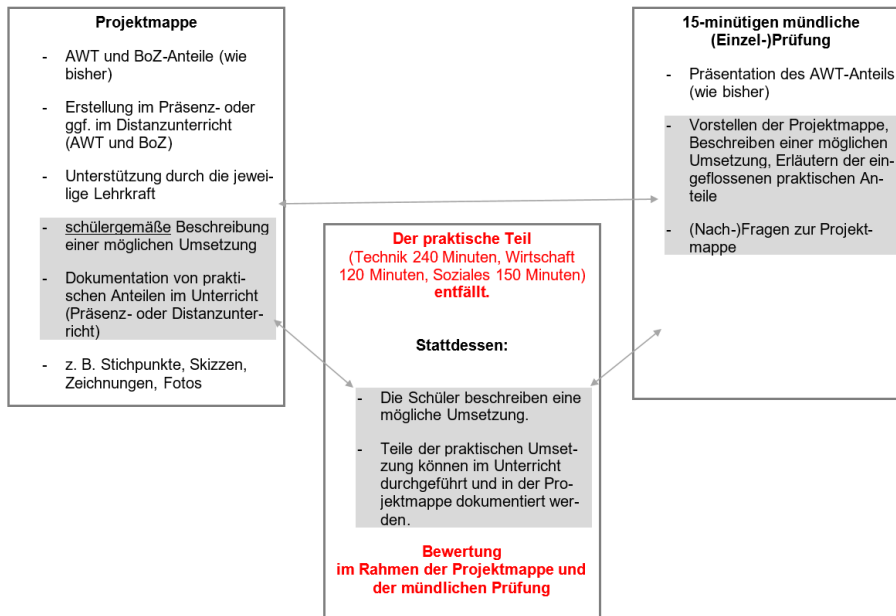 Projektmappe
- AWT und BoZ-Anteile (wie
bisher)
- Erstellung im Präsenz- oder
ggf. im Distanzunterricht
(AWT und BoZ)
- Unterstützung durch die jewei-
lige Lehrkraft
- schülergemäße Beschreibung
einer möglichen Umsetzung
- Dokumentation von prakti-
schen Anteilen im Unterricht
(Präsenz- oder Distanzunter-
richt)
- z. B. Stichpunkte, Skizzen,
Zeichnungen, Fotos
Der praktische Teil
(Technik 240 Minuten, Wirtschaft
120 Minuten, Soziales 150 Minuten)
entfällt.
Stattdessen:
- Die Schüler beschreiben eine
mögliche Umsetzung.
- Teile der praktischen Umset-
zung können im Unterricht
durchgeführt und in der Pro-
jektmappe dokumentiert wer-
den.
Bewertung
im Rahmen der Projektmappe und
der mündlichen Prüfung
15-minütigen mündliche
(Einzel-)Prüfung
- Präsentation des AWT-Anteils
(wie bisher)
- Vorstellen der Projektmappe,
Beschreiben einer möglichen
Umsetzung, Erläutern der ein-
geflossenen praktischen An-
teile
- (Nach-)Fragen zur Projekt-
mappe